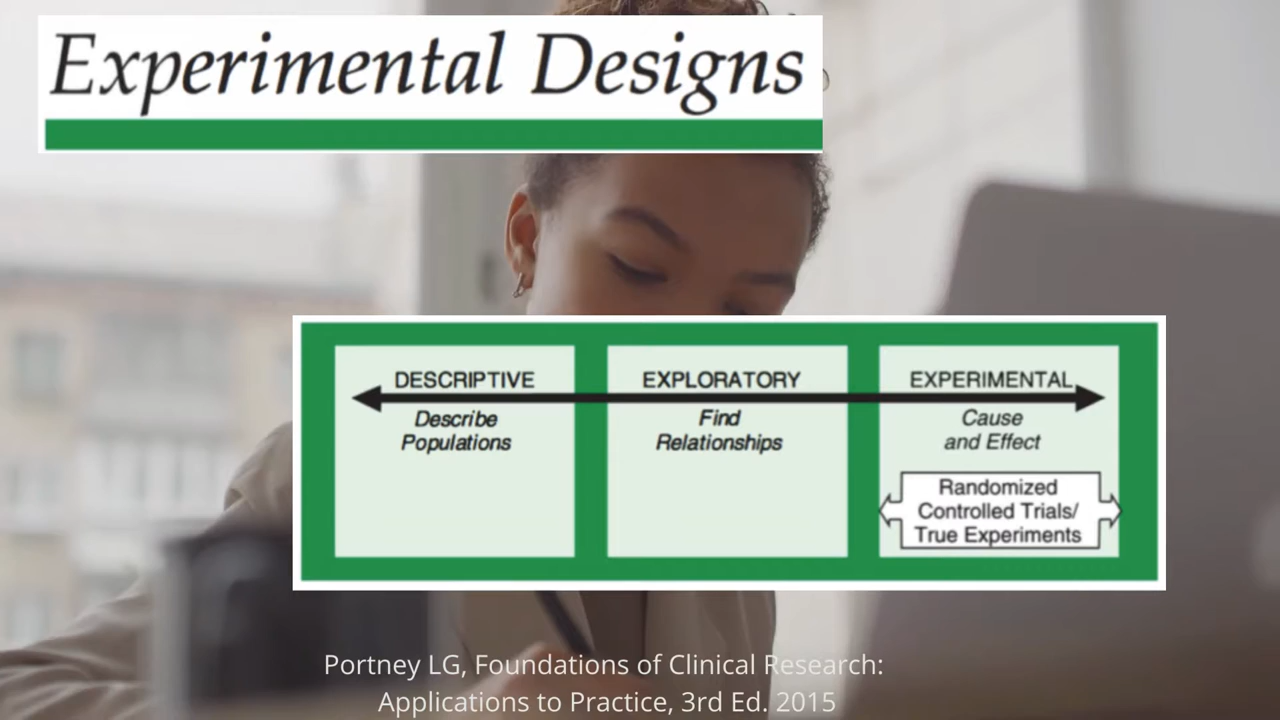 Experimental Designs
DESCRIPTIVE
Describe
Populations
EXPLORATORY
Find
Relationships
EXPERIMENTAL
Cause
and Effect
Randomized
Controlled Trials/
True Experiments
Portney LG, Foundations of Clinical Research:
Applications to Practice, 3rd Ed. 2015